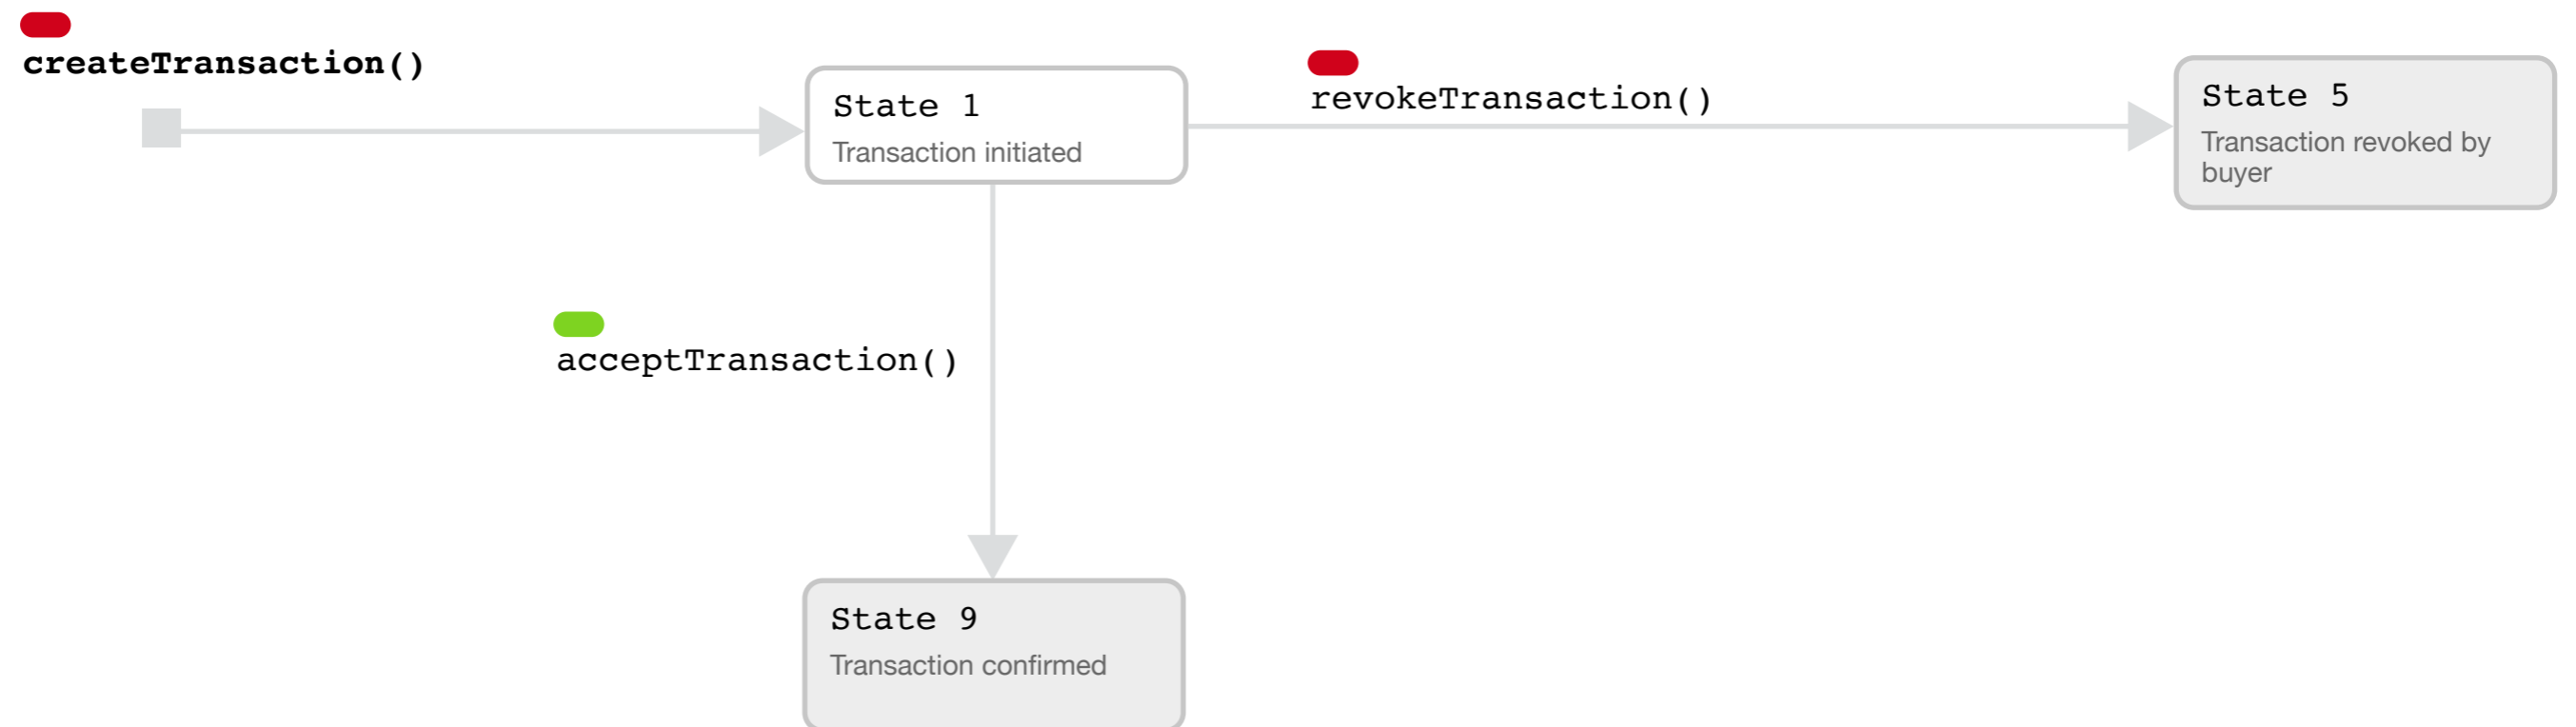 createTransaction()
State 1
Transaction initiated
revokeTransaction()
State 5
Transaction revoked by
buyer
acceptTransaction()
State 9
Transaction confirmed